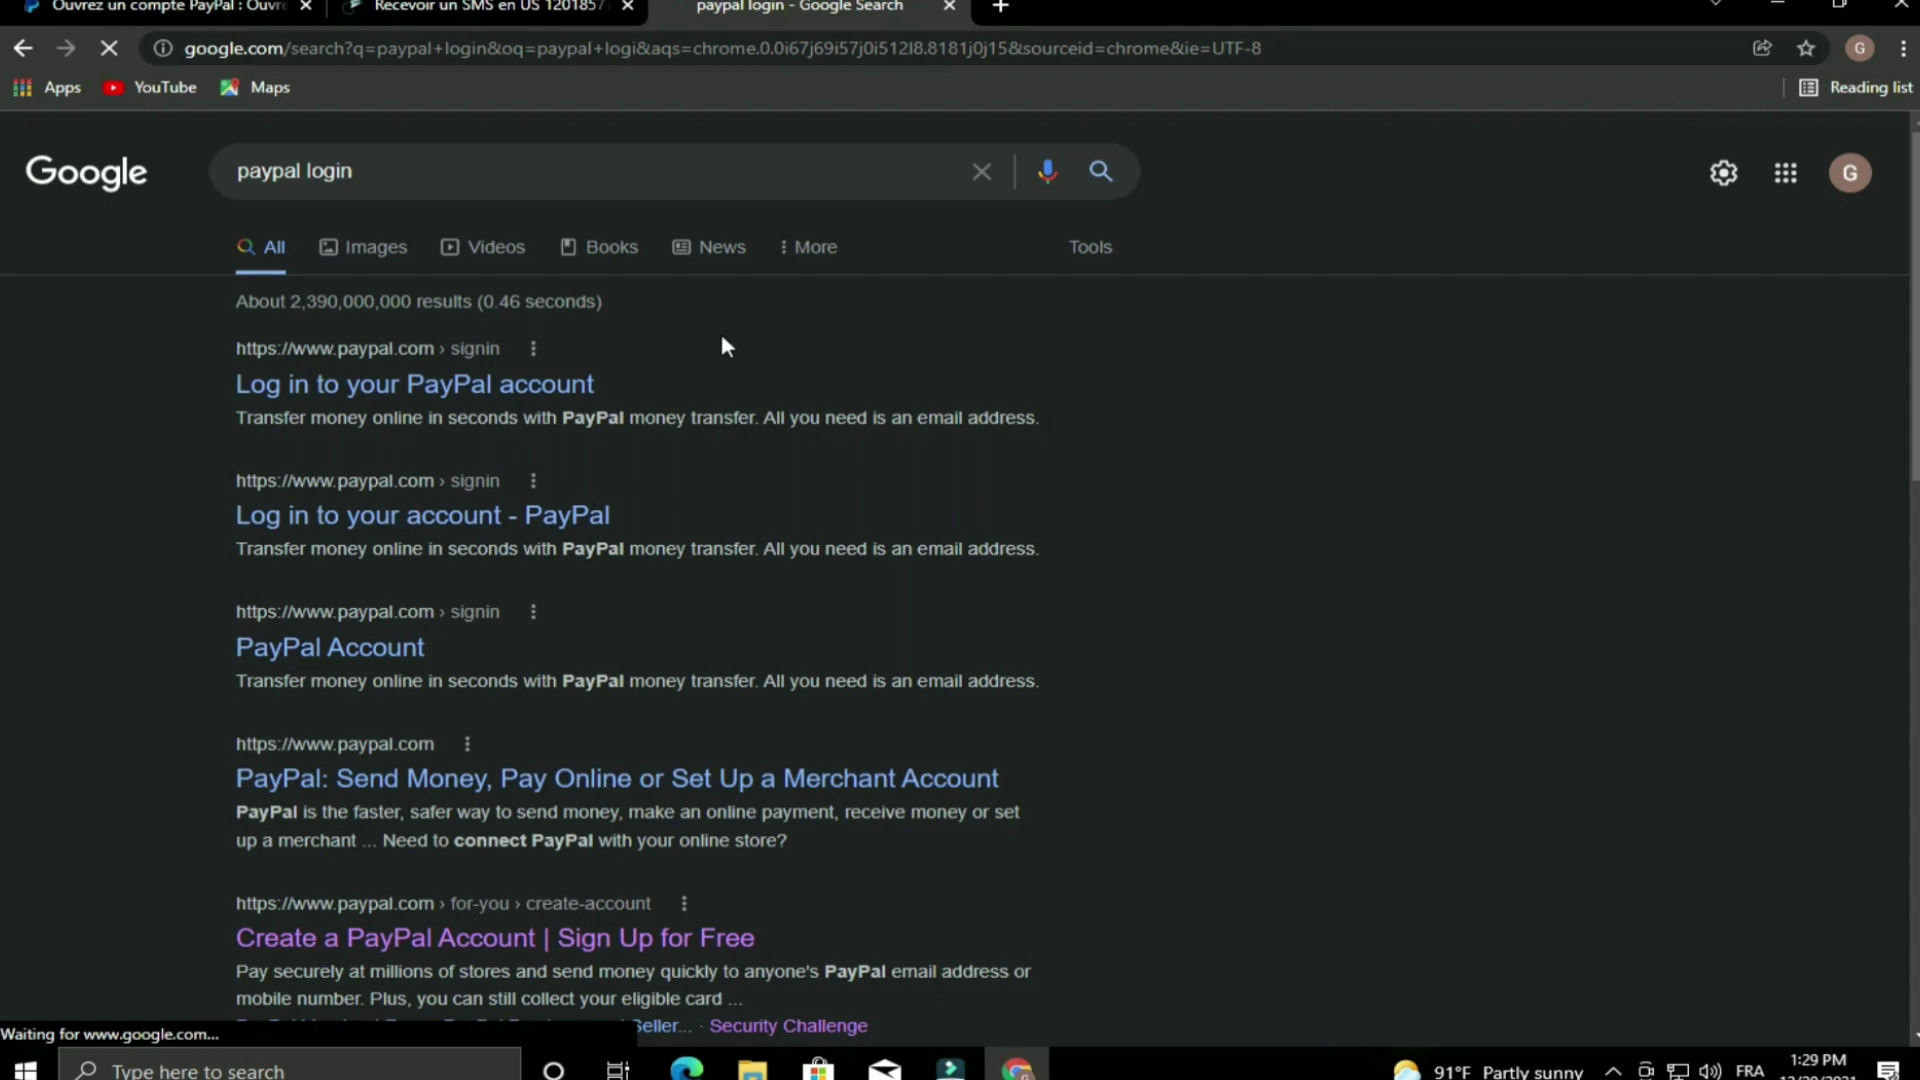 Ouvrez un compte PayPal : Ouvre
Recevoir un SMS en US 1201857
paypal login - Google Search
google.com/search?q=paypal+login&oq=paypal+logi&aqs=chrome.0.0i67j69i57j0i512l8.8181j0j15&sourceid=chrome&ie=UTF-8
G
Apps
YouTube
Maps
Reading list
Google
paypal login
G
All
Images
Videos
Books
News
More
Tools
About 2,390,000,000 results (0.46 seconds)
https://www.paypal.com › signin
Log in to your PayPal account
Transfer money online in seconds with PayPal money transfer. All you need is an email address.
https://www.paypal.com › signin
Log in to your account - PayPal
Transfer money online in seconds with PayPal money transfer. All you need is an email address.
https://www.paypal.com › signin
PayPal Account
Transfer money online in seconds with PayPal money transfer. All you need is an email address.
https://www.paypal.com
PayPal: Send Money, Pay Online or Set Up a Merchant Account
PayPal is the faster, safer way to send money, make an online payment, receive money or set
up a merchant ... Need to connect PayPal with your online store?
https://www.paypal.com › for-you › create-account
Create a PayPal Account | Sign Up for Free
Pay securely at millions of stores and send money quickly to anyone's PayPal email address or
mobile number. Plus, you can still collect your eligible card ...
Seller... · Security Challenge
Waiting for www.google.com...
Type here to search
91°F Partly sunny
FRA
1:29 PM